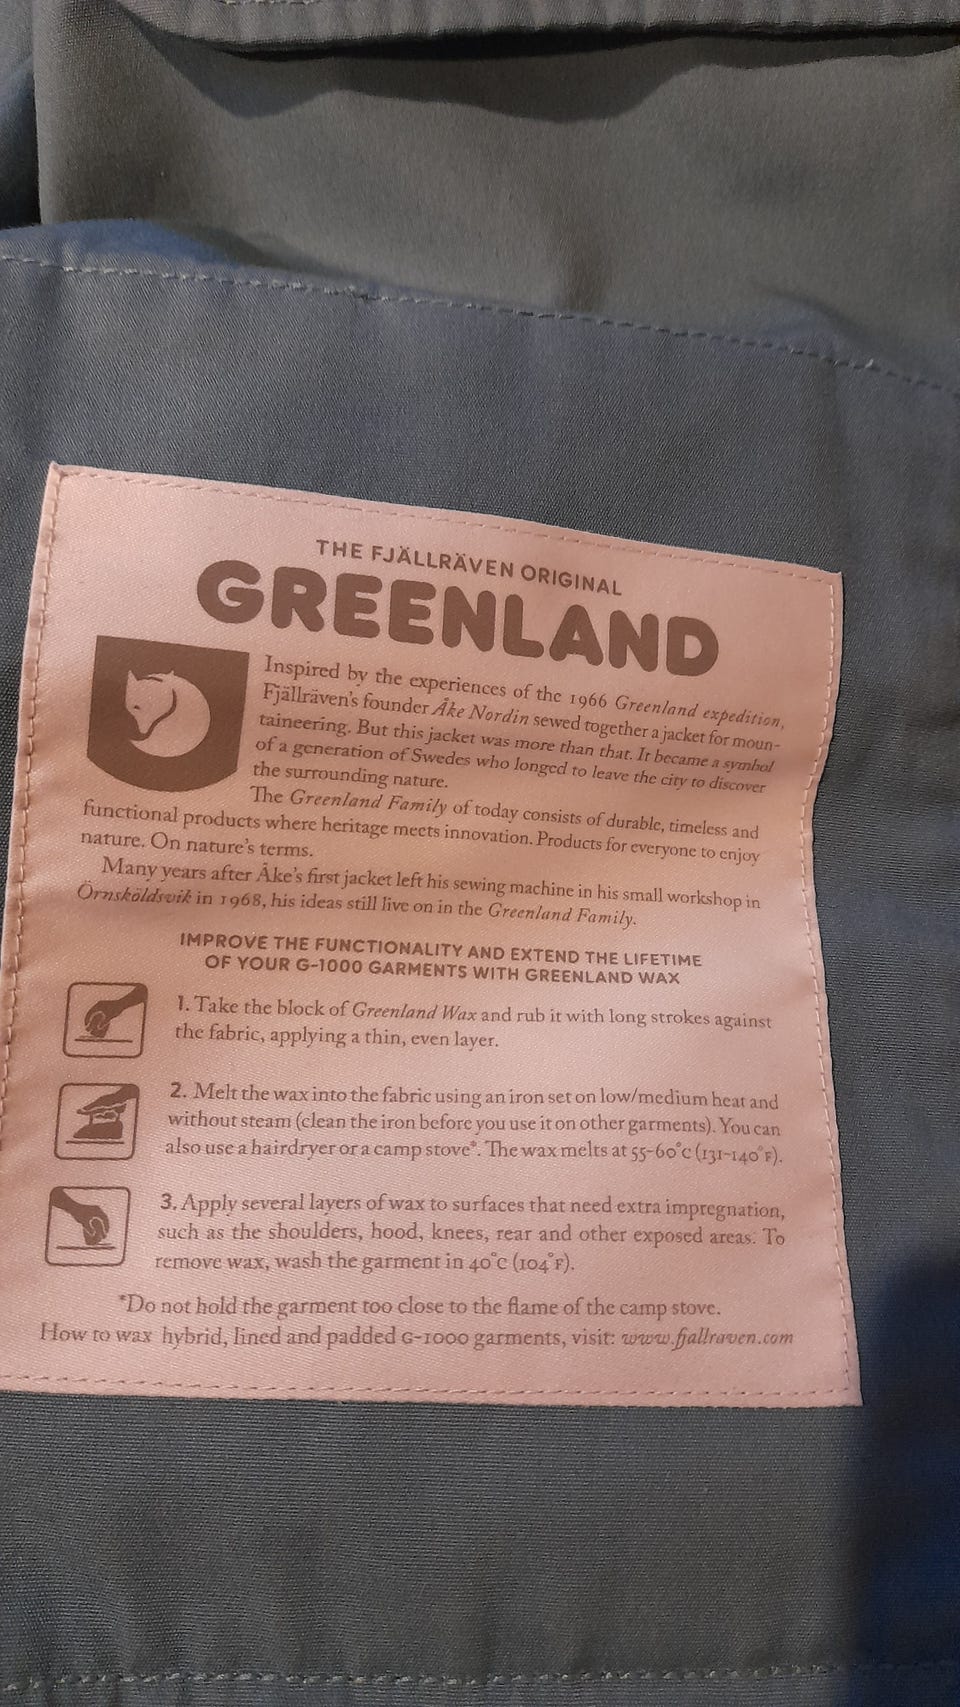 THE FJÄLLRÄVEN ORIGINAL
GREENLAND
Inspired by the experiences of the 1966 Greenland expedition,
Fjällräven's founder Åke Nordin sewed together a jacket for moun-
taineering. But this jacket was more than that. It became a symbol
of a generation of Swedes who longed to leave the city to discover
the surrounding nature.
The Greenland Family of today consists of durable, timeless and
functional products where heritage meets innovation. Products for everyone to enjoy
nature. On nature's terms.
Many years after Åke's first jacket left his sewing machine in his small workshop in
Örnsköldsvik in 1968, his ideas still live on in the Greenland Family.
IMPROVE THE FUNCTIONALITY AND EXTEND THE LIFETIME
OF YOUR G-1000 GARMENTS WITH GREENLAND WAX
1. Take the block of Greenland Wax and rub it with long strokes against
the fabric, applying a thin, even layer.
2. Melt the wax into the fabric using an iron set on low/medium heat and
without steam (clean the iron before you use it on other garments). You can
also use a hairdryer or a camp stove*. The wax melts at 55-60°C (131-140°F).
3. Apply several layers of wax to surfaces that need extra impregnation,
such as the shoulders, hood, knees, rear and other exposed areas. To
remove wax, wash the garment in 40°C (104°F).
*Do not hold the garment too close to the flame of the camp stove.
How to wax hybrid, lined and padded G-1000 garments, visit: www.fjallraven.com